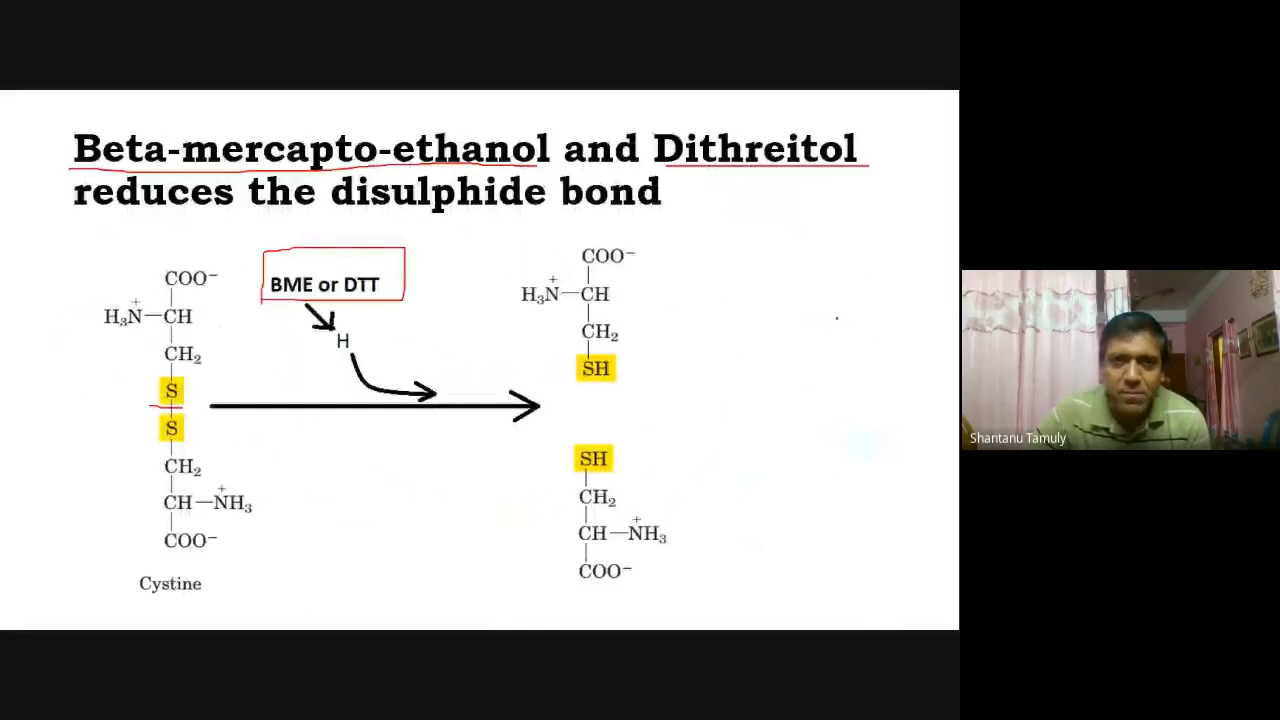 Beta-mercapto-ethanol and Dithreitol
reduces the disulphide bond
BME or DTT
H
COO⁻
H₃N⁺—CH
CH₂
S
S
CH₂
CH—N⁺H₃
COO⁻
Cystine
COO⁻
H₃N⁺—CH
CH₂
SH
SH
CH₂
CH—N⁺H₃
COO⁻
Shantanu Tamuly